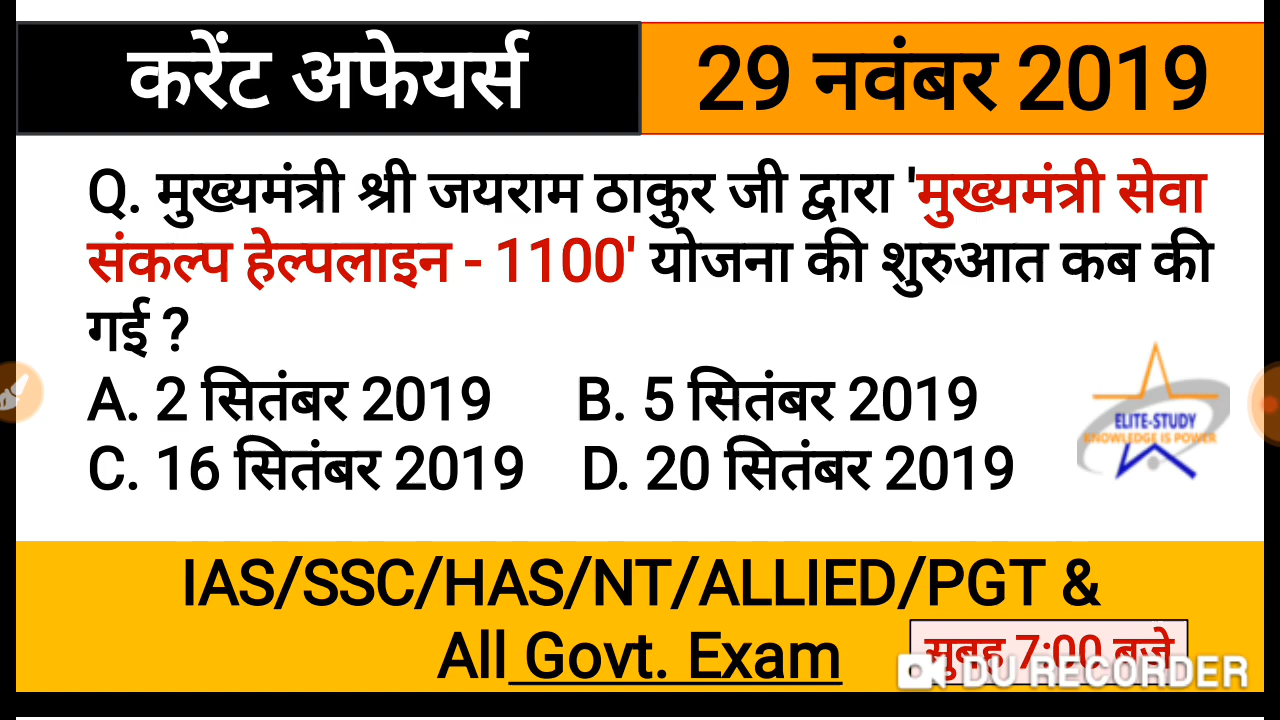 करेंट अफेयर्स
29 नवंबर 2019
Q. मुख्यमंत्री श्री जयराम ठाकुर जी द्वारा 'मुख्यमंत्री सेवा
संकल्प हेल्पलाइन - 1100' योजना की शुरुआत कब की
गई ?
A. 2 सितंबर 2019 B. 5 सितंबर 2019
C. 16 सितंबर 2019 D. 20 सितंबर 2019
ELITE-STUDY
KNOWLEDGE IS POWER
IAS/SSC/HAS/NT/ALLIED/PGT &
All Govt. Exam
सुबह 7:00 बजे
DU RECORDER